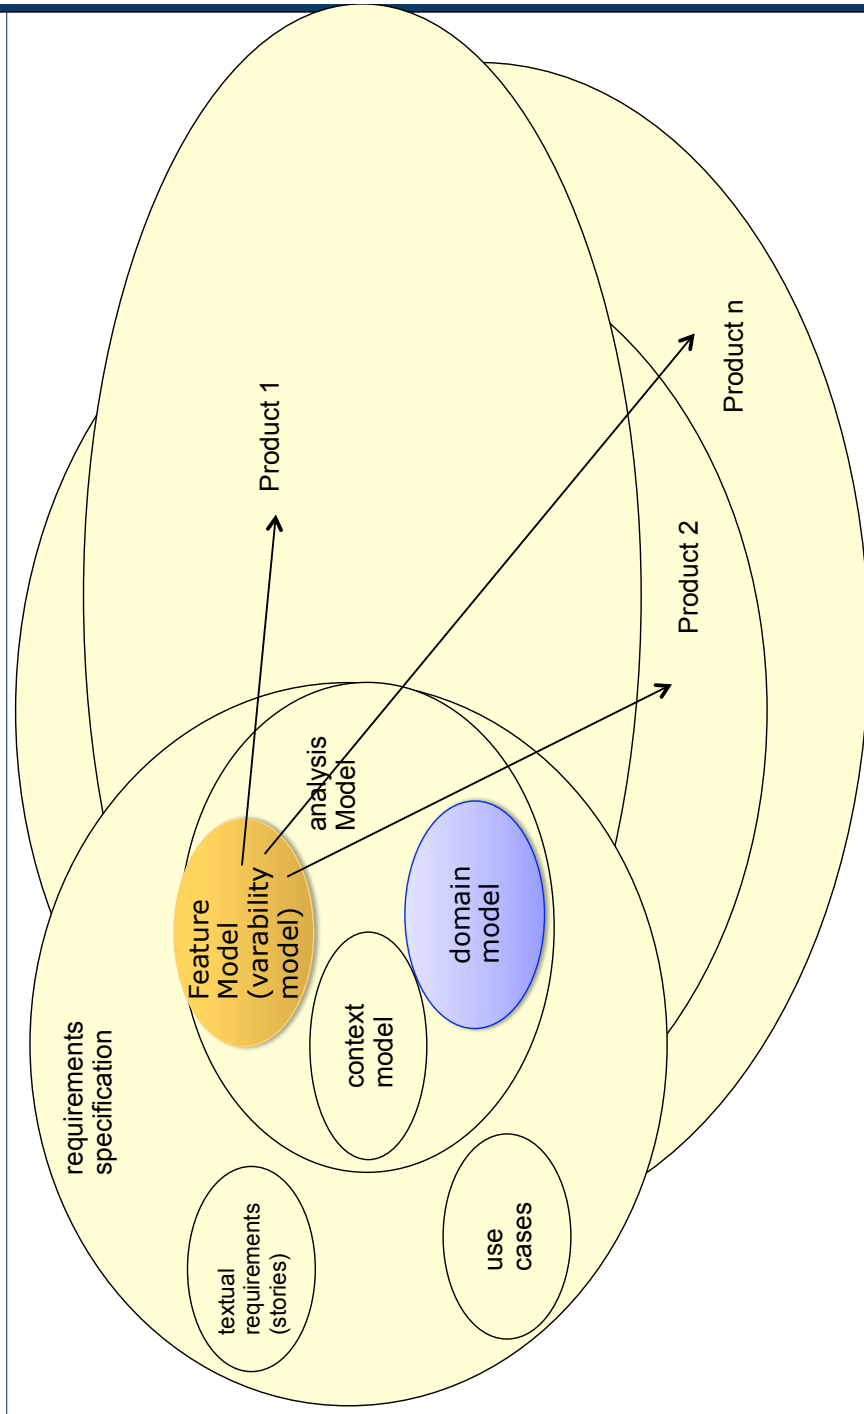 requirements
specification
textual
requirements
(stories)
use
cases
Feature
Model
(varability
model)
context
model
domain
model
analysis
Model
Product 1
Product 2
Product n